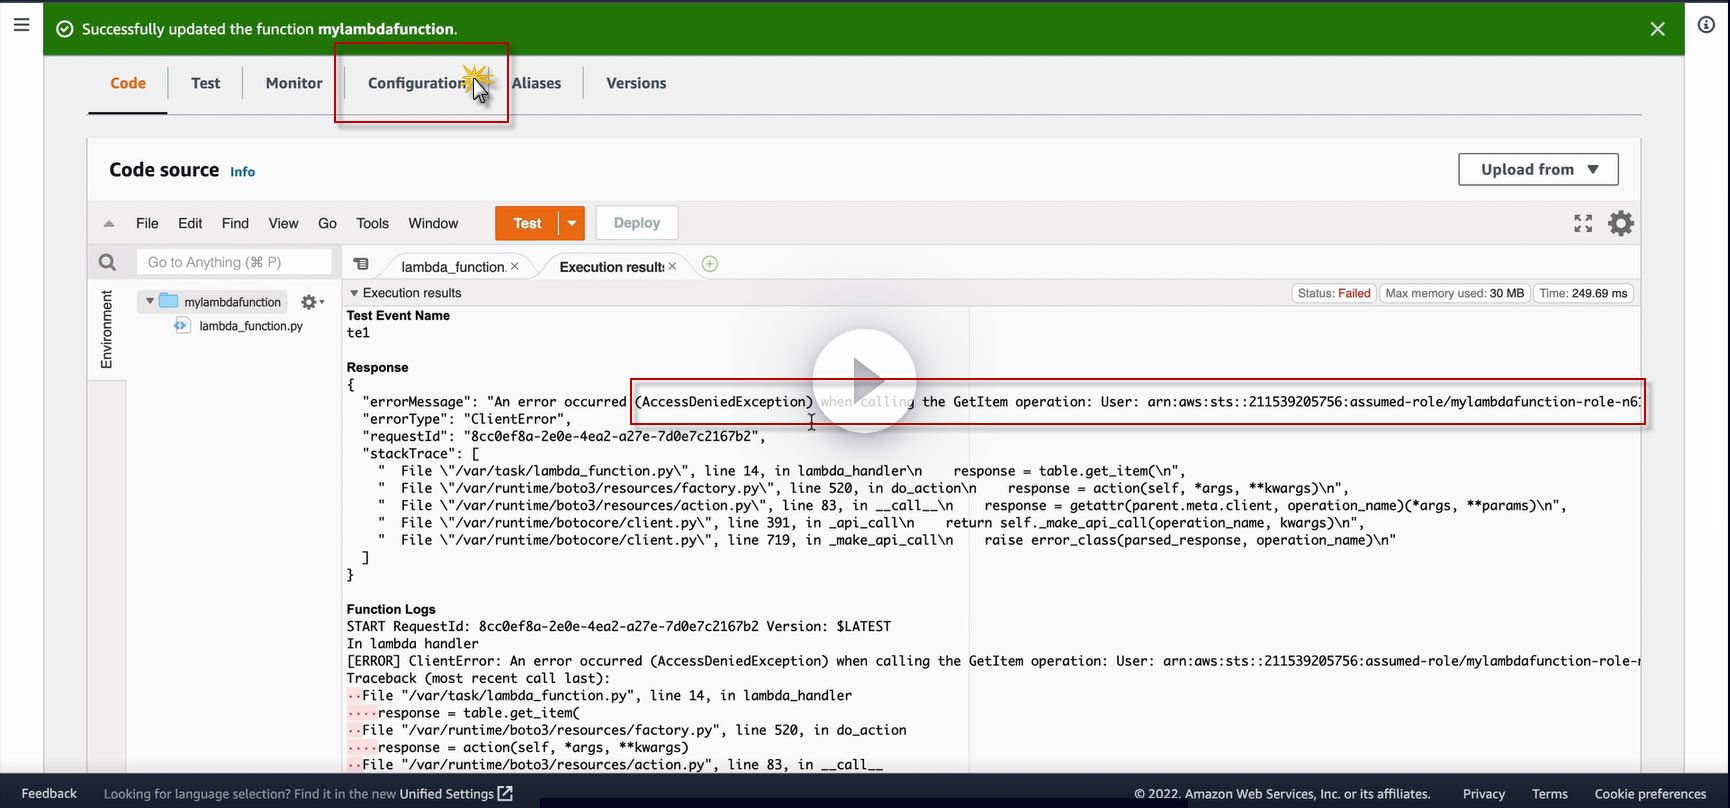 Successfully updated the function mylambdafunction.
Code Test Monitor Configuration Aliases Versions
Code source Info
Upload from
File Edit Find View Go Tools Window Test Deploy
Go to Anything (⌘ P)
lambda_function. × Execution results ×
Environment
mylambdafunction
lambda_function.py
Execution results
Status: Failed Max memory used: 30 MB Time: 249.69 ms
Test Event Name
te1
Response
{
"errorMessage": "An error occurred (AccessDeniedException) when calling the GetItem operation: User: arn:aws:sts::211539205756:assumed-role/mylambdafunction-role-n6
"errorType": "ClientError",
"requestId": "8cc0ef8a-2e0e-4ea2-a27e-7d0e7c2167b2",
"stackTrace": [
"  File \"/var/task/lambda_function.py\", line 14, in lambda_handler\n    response = table.get_item(\n",
"  File \"/var/runtime/boto3/resources/factory.py\", line 520, in do_action\n    response = action(self, *args, **kwargs)\n",
"  File \"/var/runtime/boto3/resources/action.py\", line 83, in __call__\n    response = getattr(parent.meta.client, operation_name)(*args, **params)\n",
"  File \"/var/runtime/botocore/client.py\", line 391, in _api_call\n    return self._make_api_call(operation_name, kwargs)\n",
"  File \"/var/runtime/botocore/client.py\", line 719, in _make_api_call\n    raise error_class(parsed_response, operation_name)\n"
]
}
Function Logs
START RequestId: 8cc0ef8a-2e0e-4ea2-a27e-7d0e7c2167b2 Version: $LATEST
In lambda handler
[ERROR] ClientError: An error occurred (AccessDeniedException) when calling the GetItem operation: User: arn:aws:sts::211539205756:assumed-role/mylambdafunction-role-
Traceback (most recent call last):
··File "/var/task/lambda_function.py", line 14, in lambda_handler
····response = table.get_item(
··File "/var/runtime/boto3/resources/factory.py", line 520, in do_action
····response = action(self, *args, **kwargs)
··File "/var/runtime/boto3/resources/action.py", line 83, in __call__
Feedback Looking for language selection? Find it in the new Unified Settings © 2022, Amazon Web Services, Inc. or its affiliates. Privacy Terms Cookie preferences